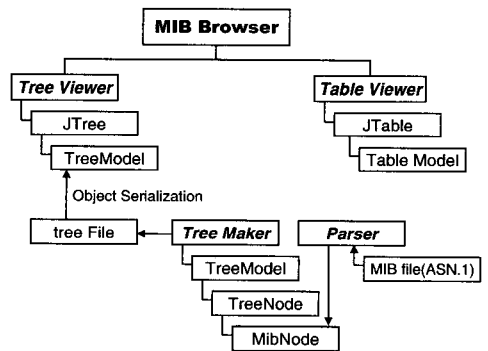 MIB Browser
Tree Viewer
Table Viewer
JTree
JTable
TreeModel
Table Model
Object Serialization
tree File
Tree Maker
Parser
TreeModel
MIB file(ASN.1)
TreeNode
MibNode